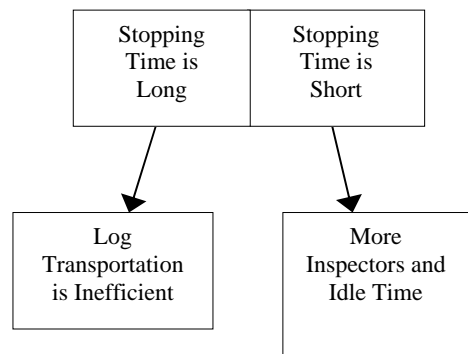 Stopping
Time is
Long
Stopping
Time is
Short
Log
Transportation
is Inefficient
More
Inspectors and
Idle Time